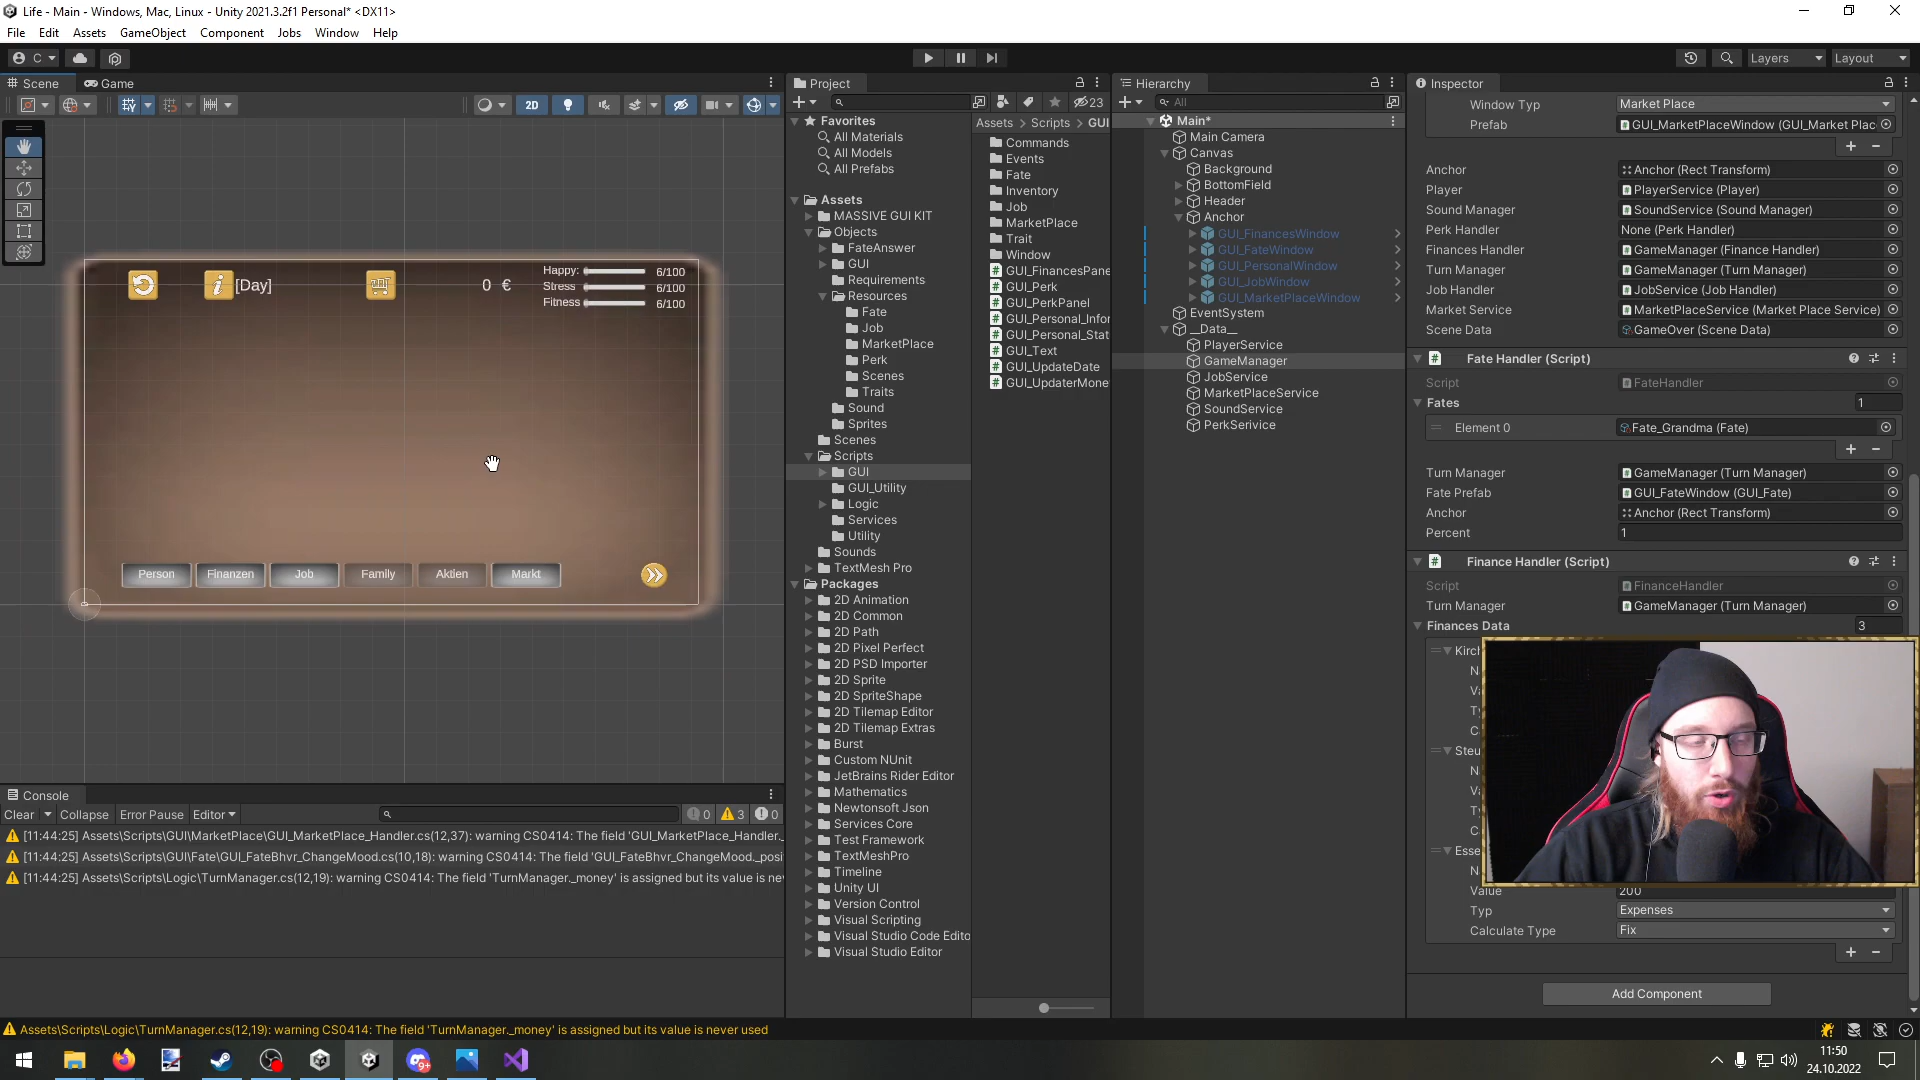 Life - Main - Windows, Mac, Linux - Unity 2021.3.2f1 Personal* <DX11>
File Edit Assets GameObject Component Jobs Window Help
C
Layers
Layout
Scene
Game
2D
Happy: 6/100
Stress 6/100
Fitness 6/100
[Day]
0 €
Person
Finanzen
Job
Family
Aktien
Markt
Console
Clear Collapse Error Pause Editor
0 3 0
[11:44:25] Assets\Scripts\GUI\MarketPlace\GUI_MarketPlace_Handler.cs(12,37): warning CS0414: The field 'GUI_MarketPlace_Handler._
[11:44:25] Assets\Scripts\GUI\Fate\GUI_FateBhvr_ChangeMood.cs(10,18): warning CS0414: The field 'GUI_FateBhvr_ChangeMood._posi
[11:44:25] Assets\Scripts\Logic\TurnManager.cs(12,19): warning CS0414: The field 'TurnManager._money' is assigned but its value is ne
Project
23
Favorites
All Materials
All Models
All Prefabs
Assets
MASSIVE GUI KIT
Objects
FateAnswer
GUI
Requirements
Resources
Fate
Job
MarketPlace
Perk
Scenes
Traits
Sound
Sprites
Scenes
Scripts
GUI
GUI_Utility
Logic
Services
Utility
Sounds
TextMesh Pro
Packages
2D Animation
2D Common
2D Path
2D Pixel Perfect
2D PSD Importer
2D Sprite
2D SpriteShape
2D Tilemap Editor
2D Tilemap Extras
Burst
Custom NUnit
JetBrains Rider Editor
Mathematics
Newtonsoft Json
Services Core
Test Framework
TextMeshPro
Timeline
Unity UI
Version Control
Visual Scripting
Visual Studio Code Edito
Visual Studio Editor
Assets > Scripts > GUI
Commands
Events
Fate
Inventory
Job
MarketPlace
Trait
Window
GUI_FinancesPane
GUI_Perk
GUI_PerkPanel
GUI_Personal_Infor
GUI_Personal_Stat
GUI_Text
GUI_UpdateDate
GUI_UpdaterMone
Hierarchy
All
Main*
Main Camera
Canvas
Background
BottomField
Header
Anchor
GUI_FinancesWindow
GUI_FateWindow
GUI_PersonalWindow
GUI_JobWindow
GUI_MarketPlaceWindow
EventSystem
__Data__
PlayerService
GameManager
JobService
MarketPlaceService
SoundService
PerkSerivice
Inspector
Window Typ Market Place
Prefab GUI_MarketPlaceWindow (GUI_Market Plac
Anchor Anchor (Rect Transform)
Player PlayerService (Player)
Sound Manager SoundService (Sound Manager)
Perk Handler None (Perk Handler)
Finances Handler GameManager (Finance Handler)
Turn Manager GameManager (Turn Manager)
Job Handler JobService (Job Handler)
Market Service MarketPlaceService (Market Place Service)
Scene Data GameOver (Scene Data)
Fate Handler (Script)
Script FateHandler
Fates 1
Element 0 Fate_Grandma (Fate)
Turn Manager GameManager (Turn Manager)
Fate Prefab GUI_FateWindow (GUI_Fate)
Anchor Anchor (Rect Transform)
Percent 1
Finance Handler (Script)
Script FinanceHandler
Turn Manager GameManager (Turn Manager)
Finances Data 3
Kirch
Steu
Esse
Value 200
Typ Expenses
Calculate Type Fix
Add Component
Assets\Scripts\Logic\TurnManager.cs(12,19): warning CS0414: The field 'TurnManager._money' is assigned but its value is never used
11:50
24.10.2022